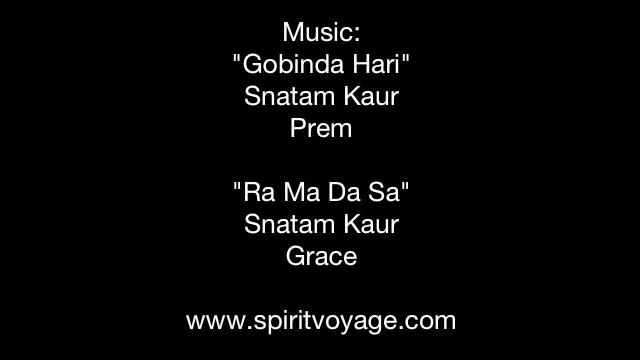 Music:
"Gobinda Hari"
Snatam Kaur
Prem
"Ra Ma Da Sa"
Snatam Kaur
Grace
www.spiritvoyage.com